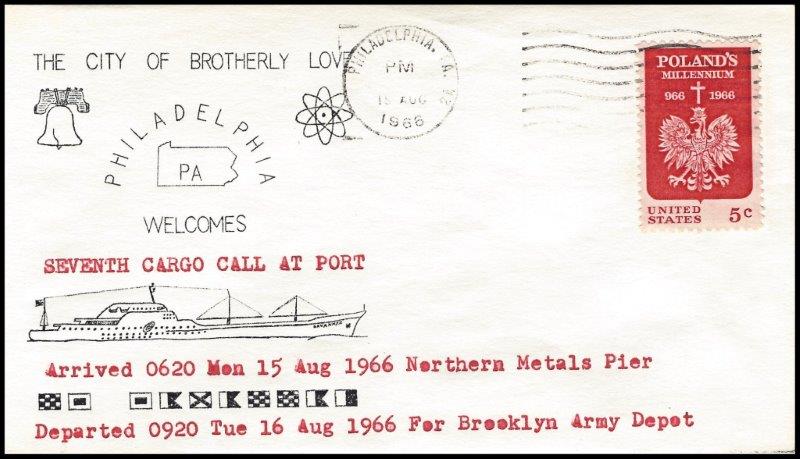 THE CITY OF BROTHERLY LOVE
PHILADELPHIA
PA
WELCOMES
PHILADELPHIA, PA.
PM
15 AUG
1966
POLAND'S
MILLENNIUM
966 1966
UNITED
STATES 5c
SEVENTH CARGO CALL AT PORT
SAVANNAH
Arrived 0620 Mon 15 Aug 1966 Northern Metals Pier
Departed 0920 Tue 16 Aug 1966 For Brooklyn Army Depot